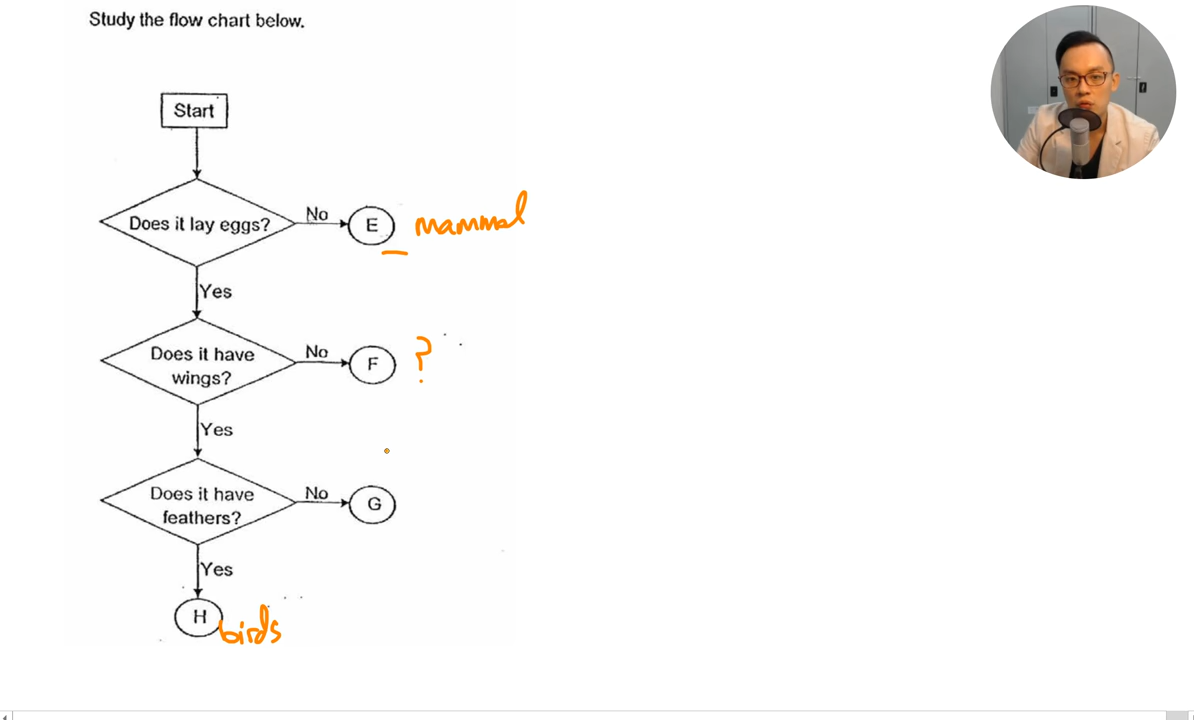 Study the flow chart below.
Start
Does it lay eggs?
No
E
mammal
Yes
Does it have
wings?
No
F
?
Yes
Does it have
feathers?
No
G
Yes
H
birds